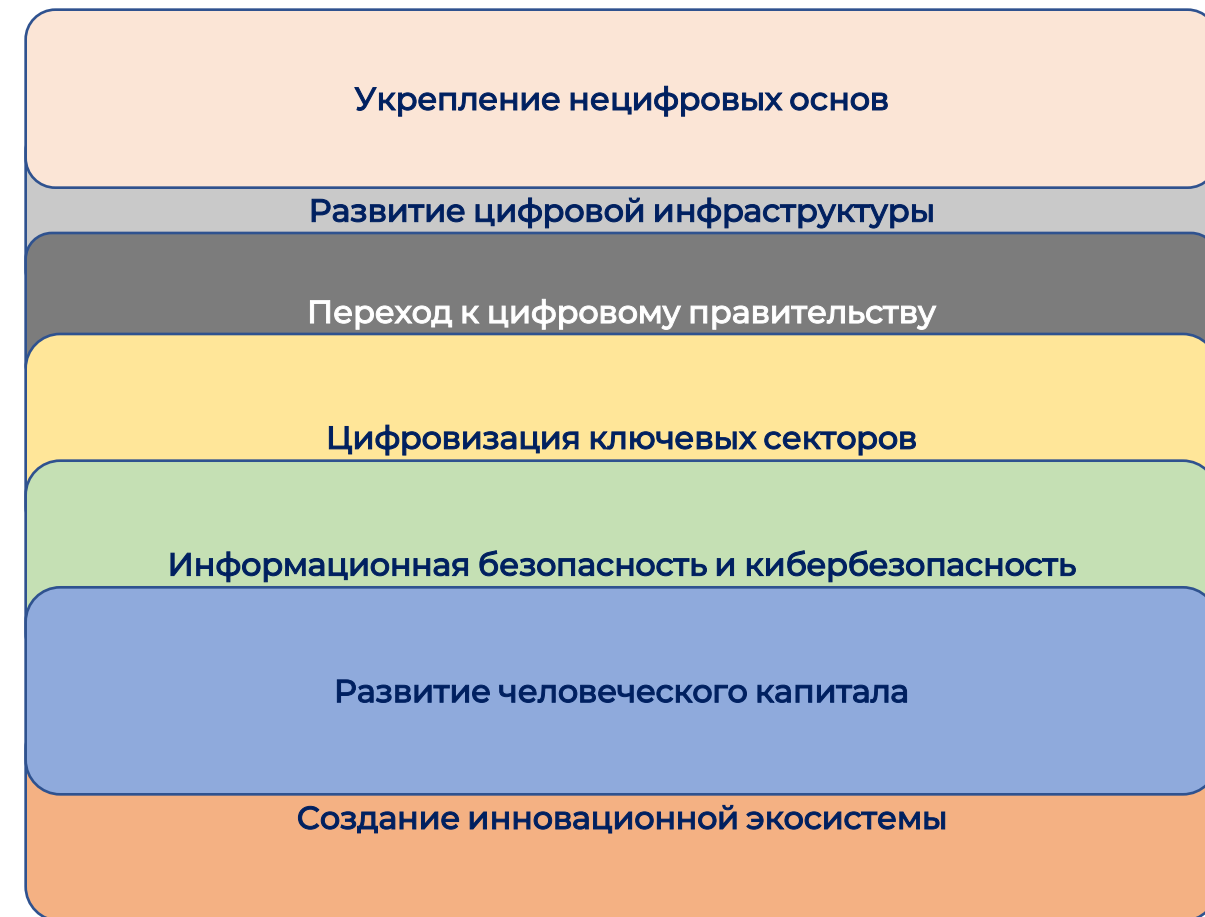 Укрепление нецифровых основ
Развитие цифровой инфраструктуры
Переход к цифровому правительству
Цифровизация ключевых секторов
Информационная безопасность и кибербезопасность
Развитие человеческого капитала
Создание инновационной экосистемы